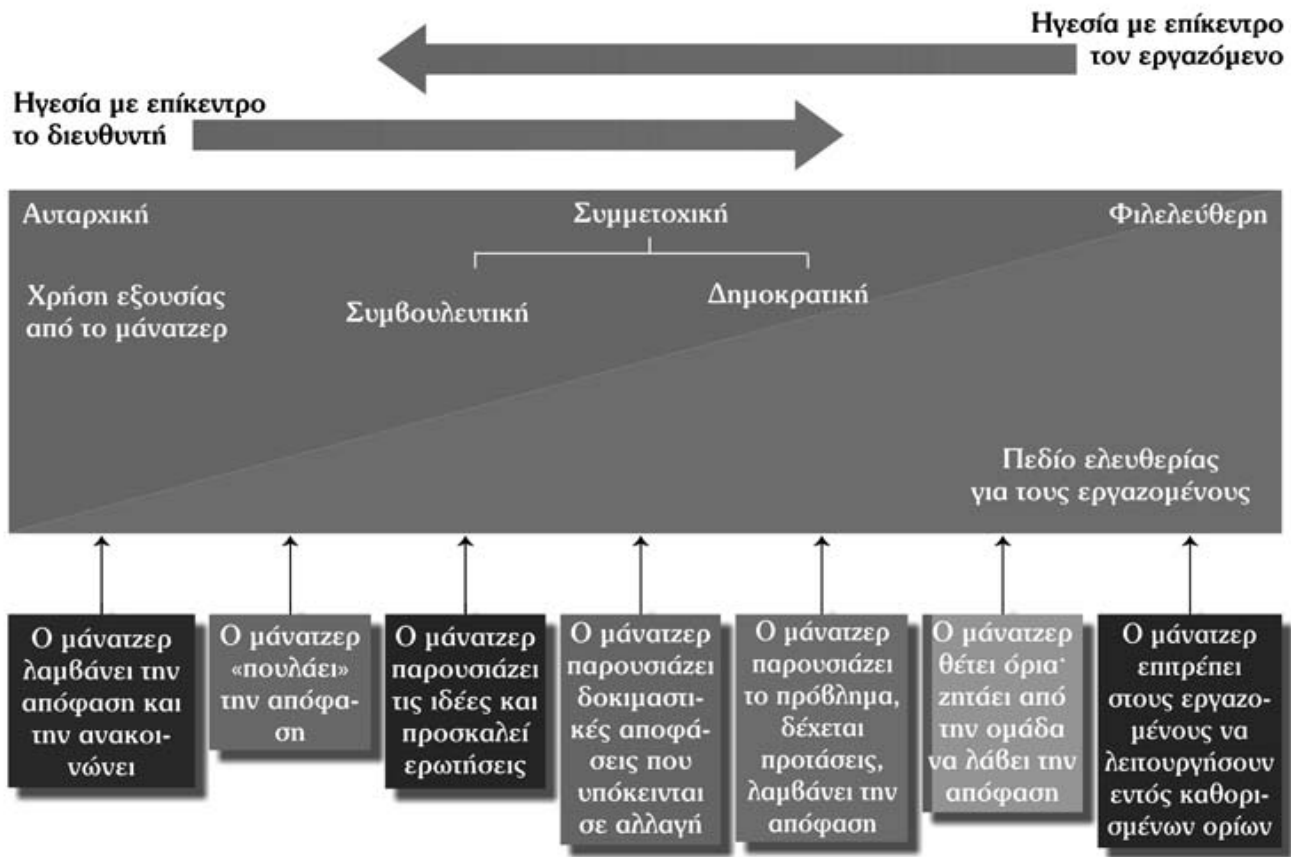 Ηγεσία με επίκεντρο
τον εργαζόμενο
Ηγεσία με επίκεντρο
το διευθυντή
Αυταρχική
Συμμετοχική
Φιλελεύθερη
Χρήση εξουσίας
από το μάνατζερ
Συμβουλευτική
Δημοκρατική
Πεδίο ελευθερίας
για τους εργαζομένους
Ο μάνατζερ
λαμβάνει την
απόφαση και
την ανακοι-
νώνει
Ο μάνατζερ
«πουλάει»
την απόφα-
ση
Ο μάνατζερ
παρουσιάζει
τις ιδέες και
προσκαλεί
ερωτήσεις
Ο μάνατζερ
παρουσιάζει
δοκιμαστι-
κές αποφά-
σεις που
υπόκεινται
σε αλλαγή
Ο μάνατζερ
παρουσιάζει
το πρόβλημα,
δέχεται
προτάσεις,
λαμβάνει την
απόφαση
Ο μάνατζερ
θέτει όρια·
ζητάει από
την ομάδα
να λάβει την
απόφαση
Ο μάνατζερ
επιτρέπει
στους εργαζο-
μένους να
λειτουργήσουν
εντός καθορι-
σμένων ορίων